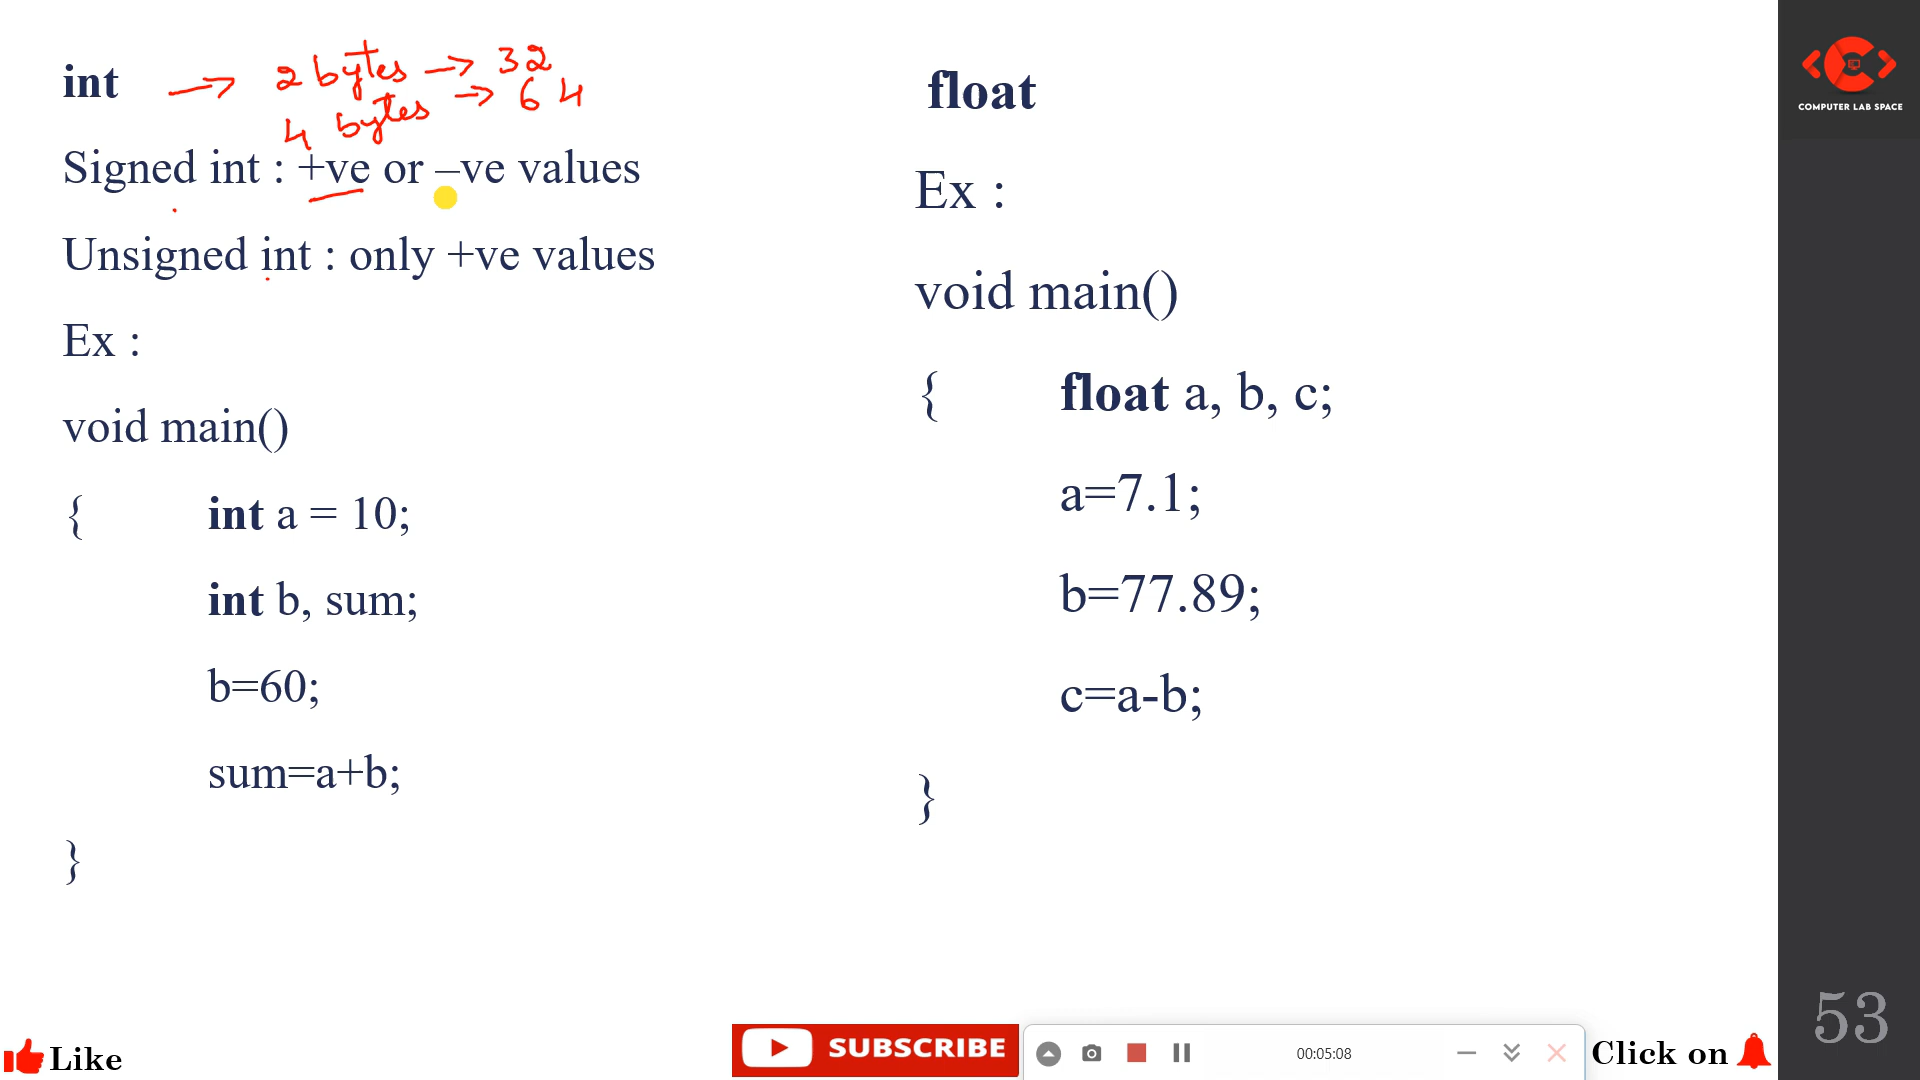 int → 2 bytes → 32
4 bytes → 64
Signed int : +ve or –ve values
Unsigned int : only +ve values
Ex :
void main()
{ int a = 10;
int b, sum;
b=60;
sum=a+b;
}
float
Ex :
void main()
{ float a, b, c;
a=7.1;
b=77.89;
c=a-b;
}
COMPUTER LAB SPACE
53
Like
SUBSCRIBE
00:05:08
Click on